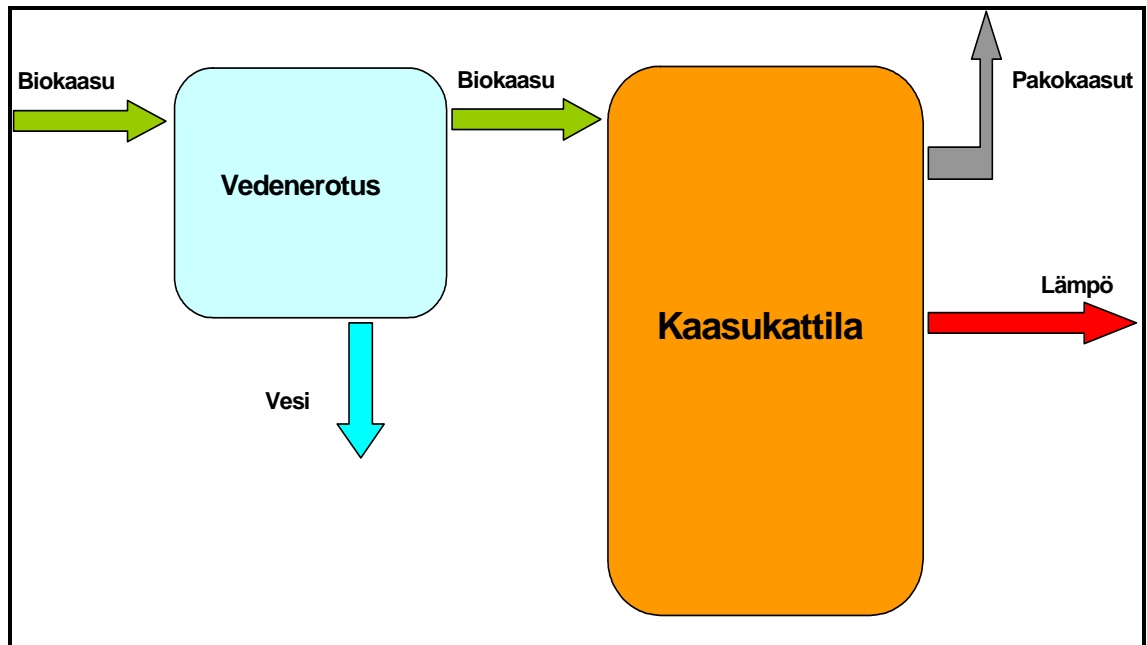 Biokaasu
Biokaasu
Pakokaasut
Vedenerotus
Lämpö
Kaasukattila
Vesi